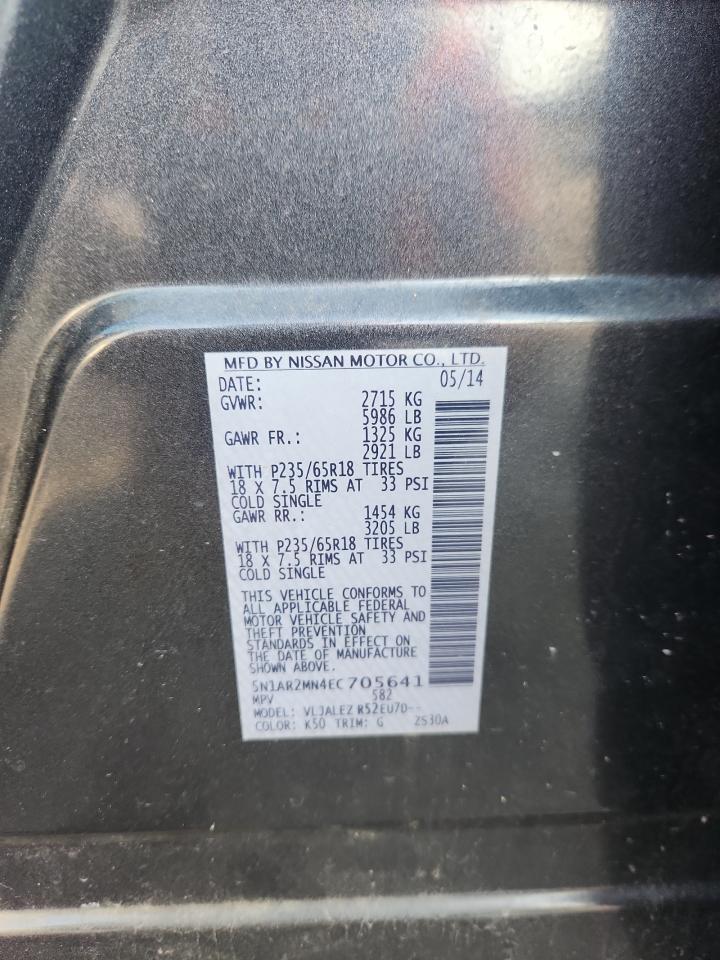 MFD BY NISSAN MOTOR CO., LTD.
DATE: 05/14
GVWR: 2715 KG
5986 LB
GAWR FR.: 1325 KG
2921 LB
WITH P235/65R18 TIRES
18 X 7.5 RIMS AT 33 PSI
COLD SINGLE
GAWR RR.: 1454 KG
3205 LB
WITH P235/65R18 TIRES
18 X 7.5 RIMS AT 33 PSI
COLD SINGLE
THIS VEHICLE CONFORMS TO
ALL APPLICABLE FEDERAL
MOTOR VEHICLE SAFETY AND
THEFT PREVENTION
STANDARDS IN EFFECT ON
THE DATE OF MANUFACTURE
SHOWN ABOVE.
5N1AR2MN4EC705641
MPV 582
MODEL: VLJALEZ R52EU7D--
COLOR: K50 TRIM: G 2S30A